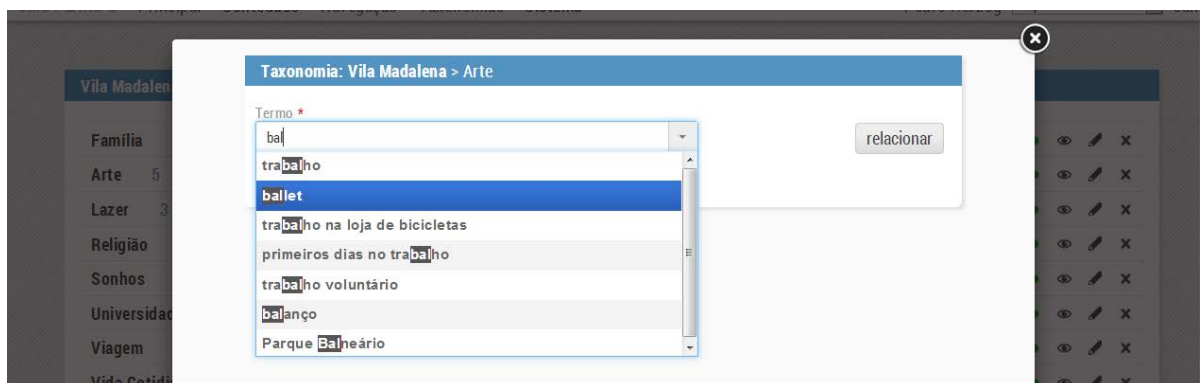 Vila Madalen
Taxonomia: Vila Madalena > Arte
Termo *
bal
relacionar
trabalho
ballet
trabalho na loja de bicicletas
primeiros dias no trabalho
trabalho voluntário
balanço
Parque Balneário
Família
Arte 5
Lazer 3
Religião
Sonhos
Universidad
Viagem